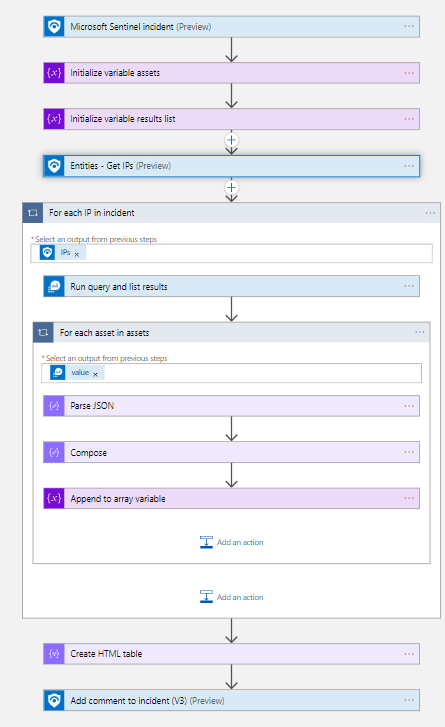 Microsoft Sentinel incident (Preview)
{x} Initialize variable assets
{x} Initialize variable results list
Entities - Get IPs (Preview)
For each IP in incident
*Select an output from previous steps
IPs x
Run query and list results
For each asset in assets
*Select an output from previous steps
value x
Parse JSON
Compose
{x} Append to array variable
Add an action
Add an action
Create HTML table
Add comment to incident (V3) (Preview)